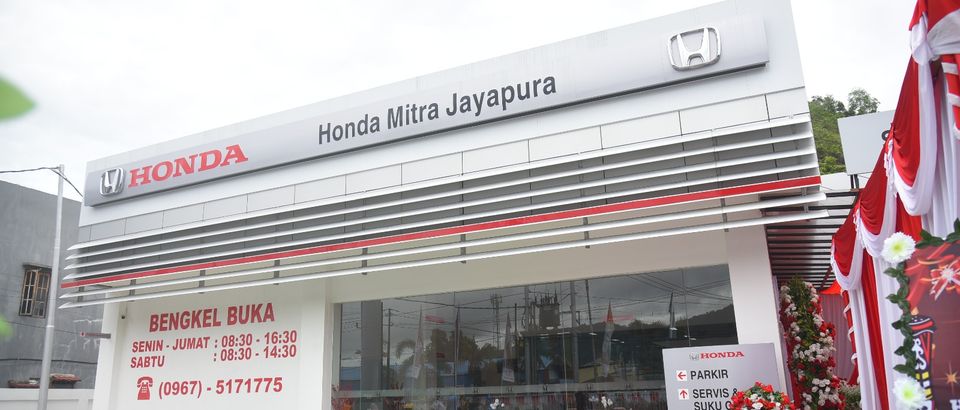 HONDA
Honda Mitra Jayapura
BENGKEL BUKA
SENIN - JUMAT : 08:30 - 16:30
SABTU : 08:30 - 14:30
(0967) - 5171775
HONDA
PARKIR
SERVIS &
SUKU